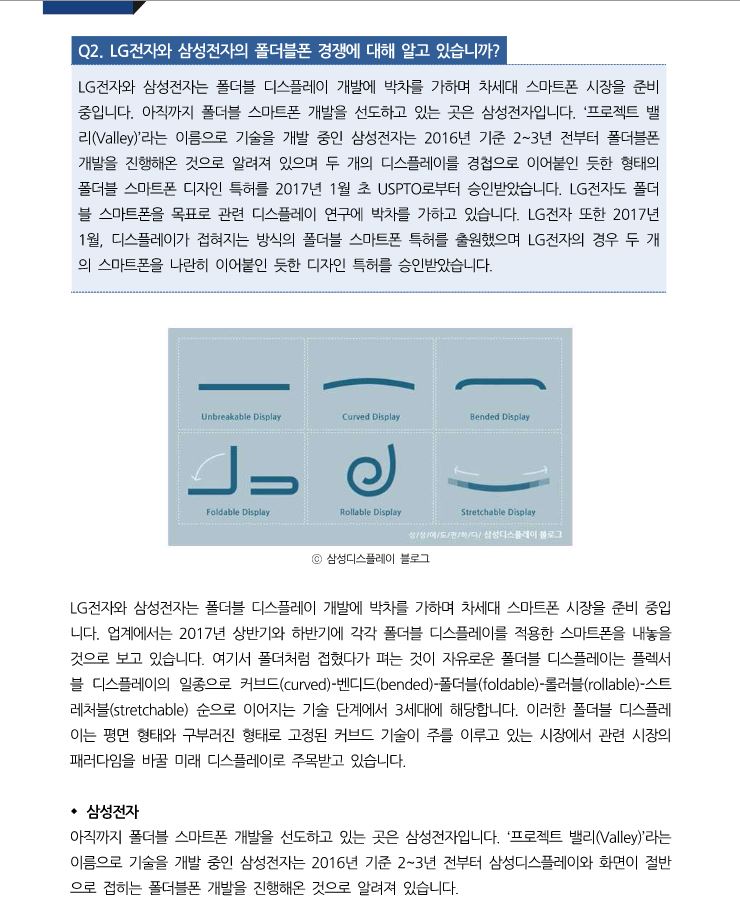 Q2. LG전자와 삼성전자의 폴더블폰 경쟁에 대해 알고 있습니까?
LG전자와 삼성전자는 폴더블 디스플레이 개발에 박차를 가하며 차세대 스마트폰 시장을 준비
중입니다. 아직까지 폴더블 스마트폰 개발을 선도하고 있는 곳은 삼성전자입니다. ‘프로젝트 밸
리(Valley)’라는 이름으로 기술을 개발 중인 삼성전자는 2016년 기준 2~3년 전부터 폴더블폰
개발을 진행해온 것으로 알려져 있으며 두 개의 디스플레이를 경첩으로 이어붙인 듯한 형태의
폴더블 스마트폰 디자인 특허를 2017년 1월 초 USPTO로부터 승인받았습니다. LG전자도 폴더
블 스마트폰을 목표로 관련 디스플레이 연구에 박차를 가하고 있습니다. LG전자 또한 2017년
1월, 디스플레이가 접혀지는 방식의 폴더블 스마트폰 특허를 출원했으며 LG전자의 경우 두 개
의 스마트폰을 나란히 이어붙인 듯한 디자인 특허를 승인받았습니다.
Unbreakable Display
Curved Display
Bended Display
Foldable Display
Rollable Display
Stretchable Display
상/상/이/도/전/하/다/ 삼성디스플레이 블로그
ⓒ 삼성디스플레이 블로그
LG전자와 삼성전자는 폴더블 디스플레이 개발에 박차를 가하며 차세대 스마트폰 시장을 준비 중입
니다. 업계에서는 2017년 상반기와 하반기에 각각 폴더블 디스플레이를 적용한 스마트폰을 내놓을
것으로 보고 있습니다. 여기서 폴더처럼 접혔다가 펴는 것이 자유로운 폴더블 디스플레이는 플렉서
블 디스플레이의 일종으로 커브드(curved)-벤디드(bended)-폴더블(foldable)-롤러블(rollable)-스트
레처블(stretchable) 순으로 이어지는 기술 단계에서 3세대에 해당합니다. 이러한 폴더블 디스플레
이는 평면 형태와 구부러진 형태로 고정된 커브드 기술이 주를 이루고 있는 시장에서 관련 시장의
패러다임을 바꿀 미래 디스플레이로 주목받고 있습니다.
◆ 삼성전자
아직까지 폴더블 스마트폰 개발을 선도하고 있는 곳은 삼성전자입니다. ‘프로젝트 밸리(Valley)’라는
이름으로 기술을 개발 중인 삼성전자는 2016년 기준 2~3년 전부터 삼성디스플레이와 화면이 절반
으로 접히는 폴더블폰 개발을 진행해온 것으로 알려져 있습니다.